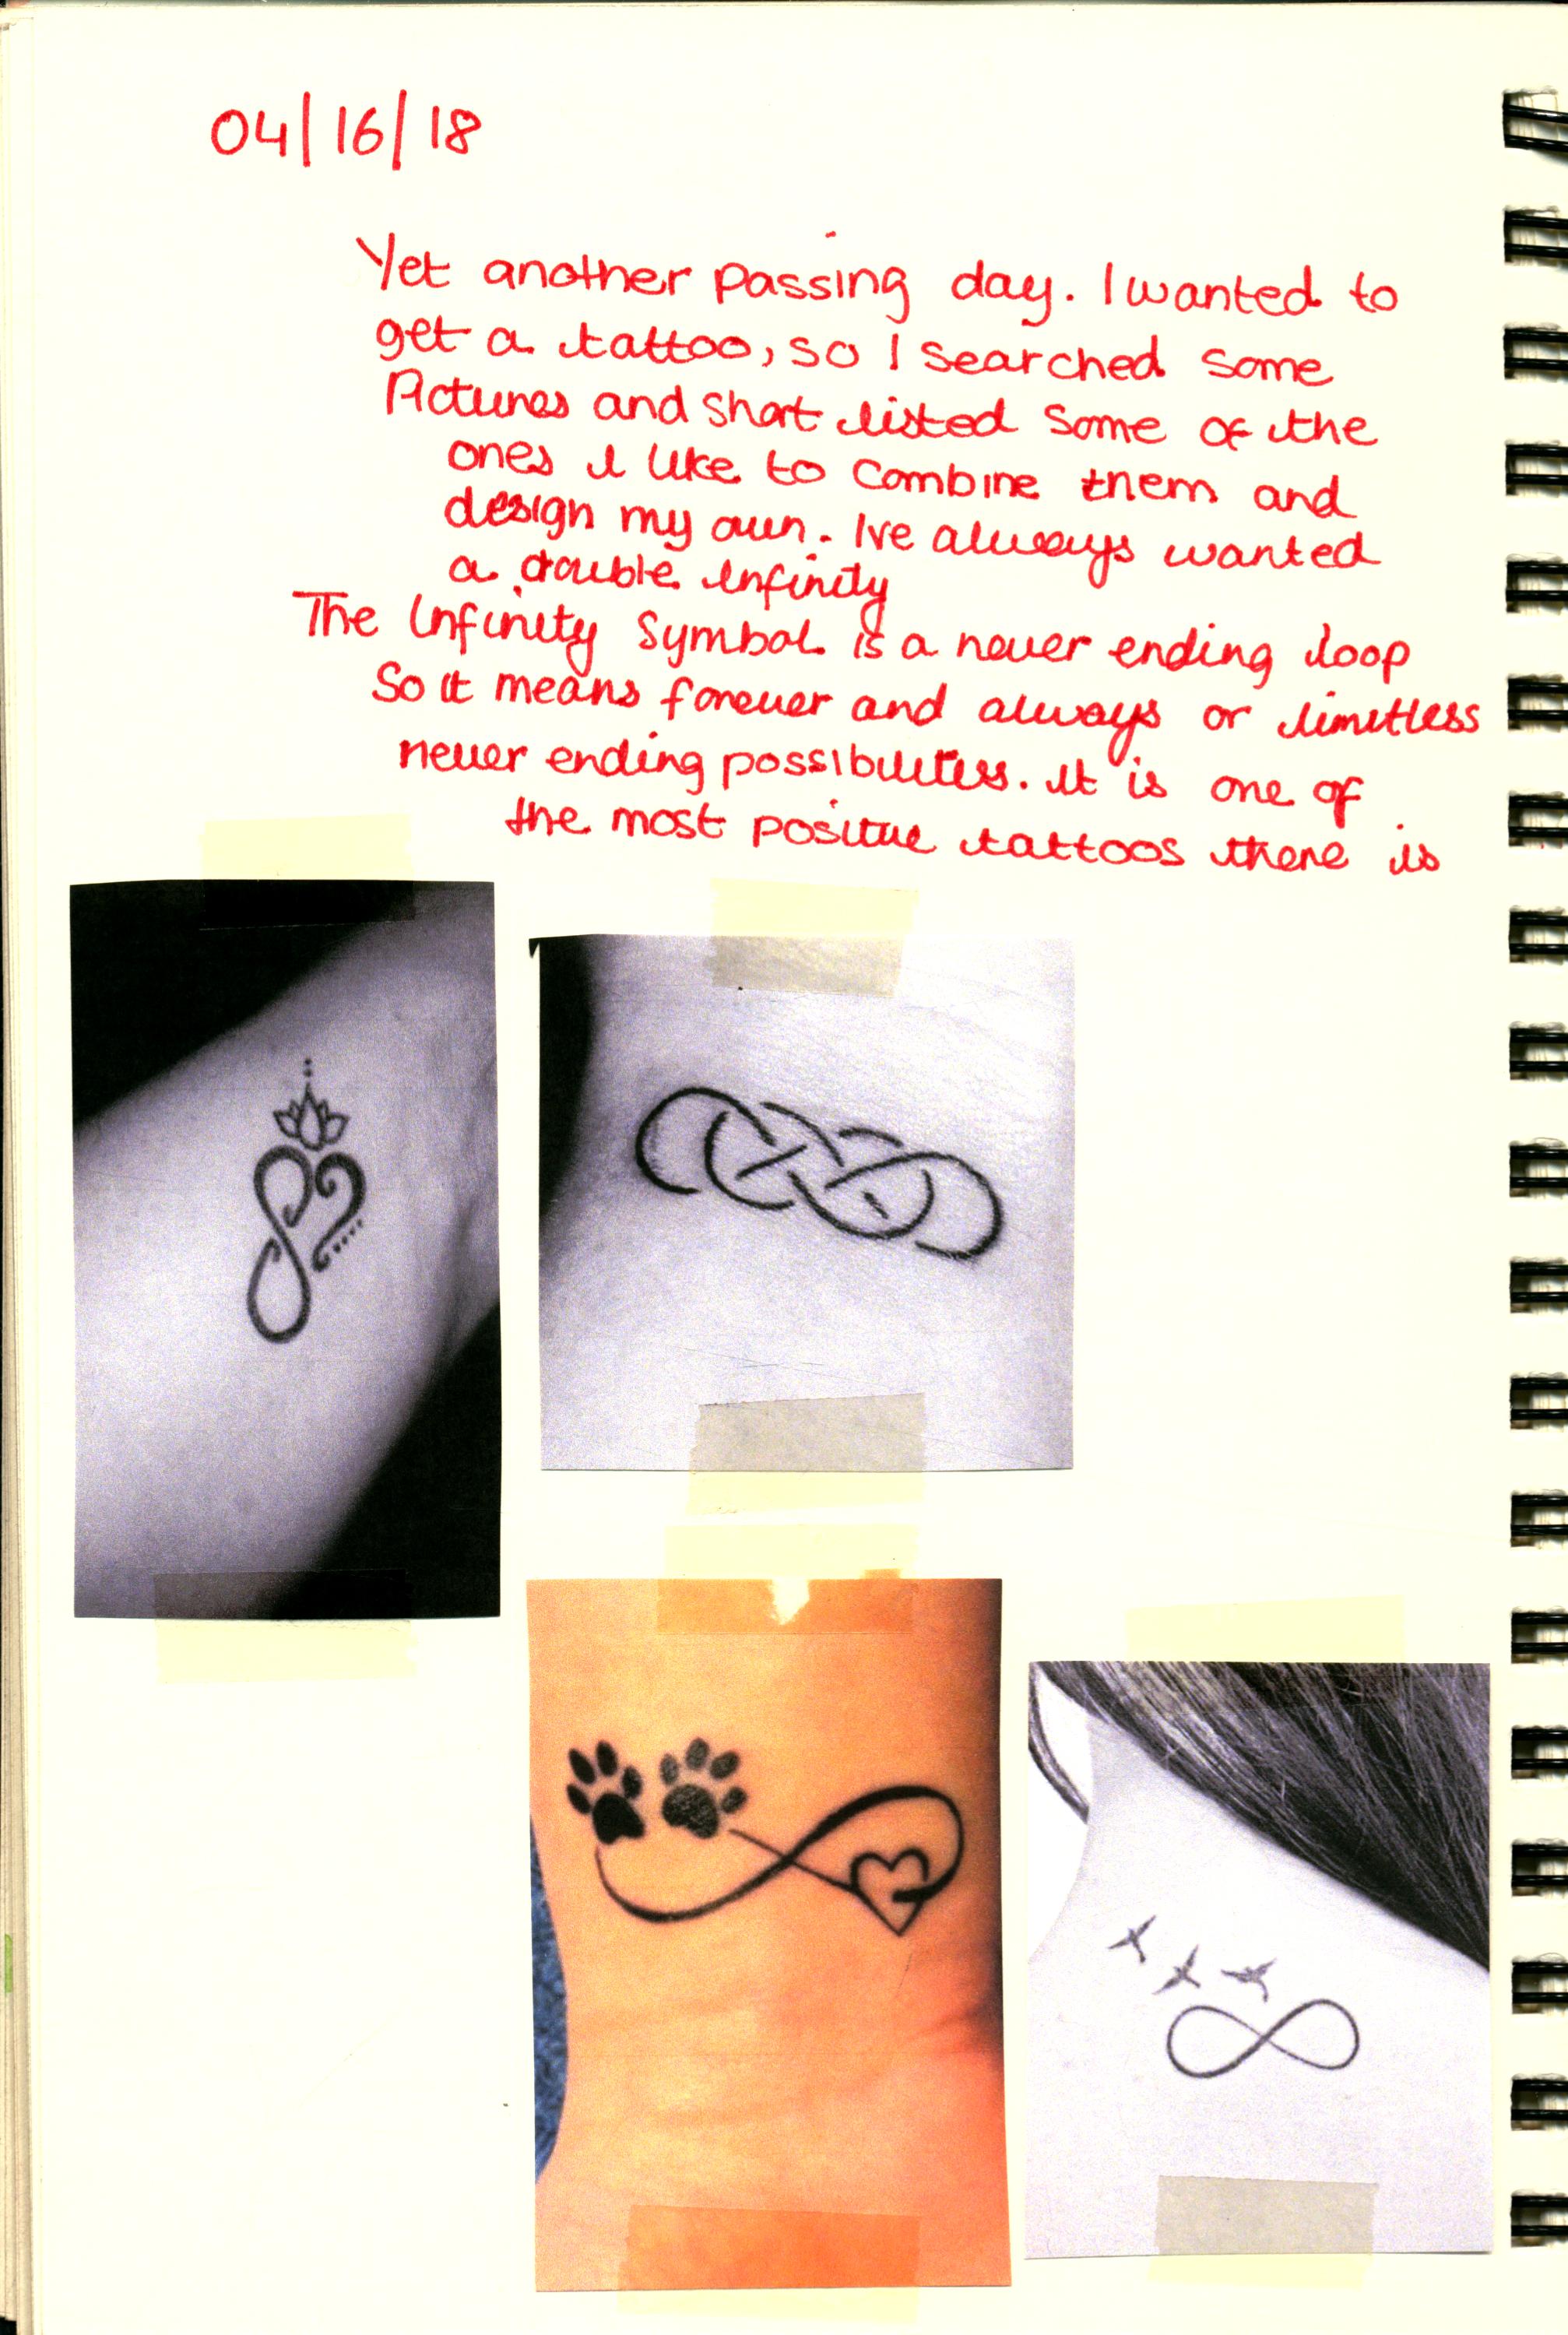 04/16/18
Yet another passing day. I wanted to
get a tattoo, so I searched some
Pictures and short listed some of the
ones I like to combine them and
design my own. Ive always wanted
a double infinity
The Infinity Symbol is a never ending loop
So it means forever and always or limitless
never ending possibilities. It is one of
the most positive tattoos there is